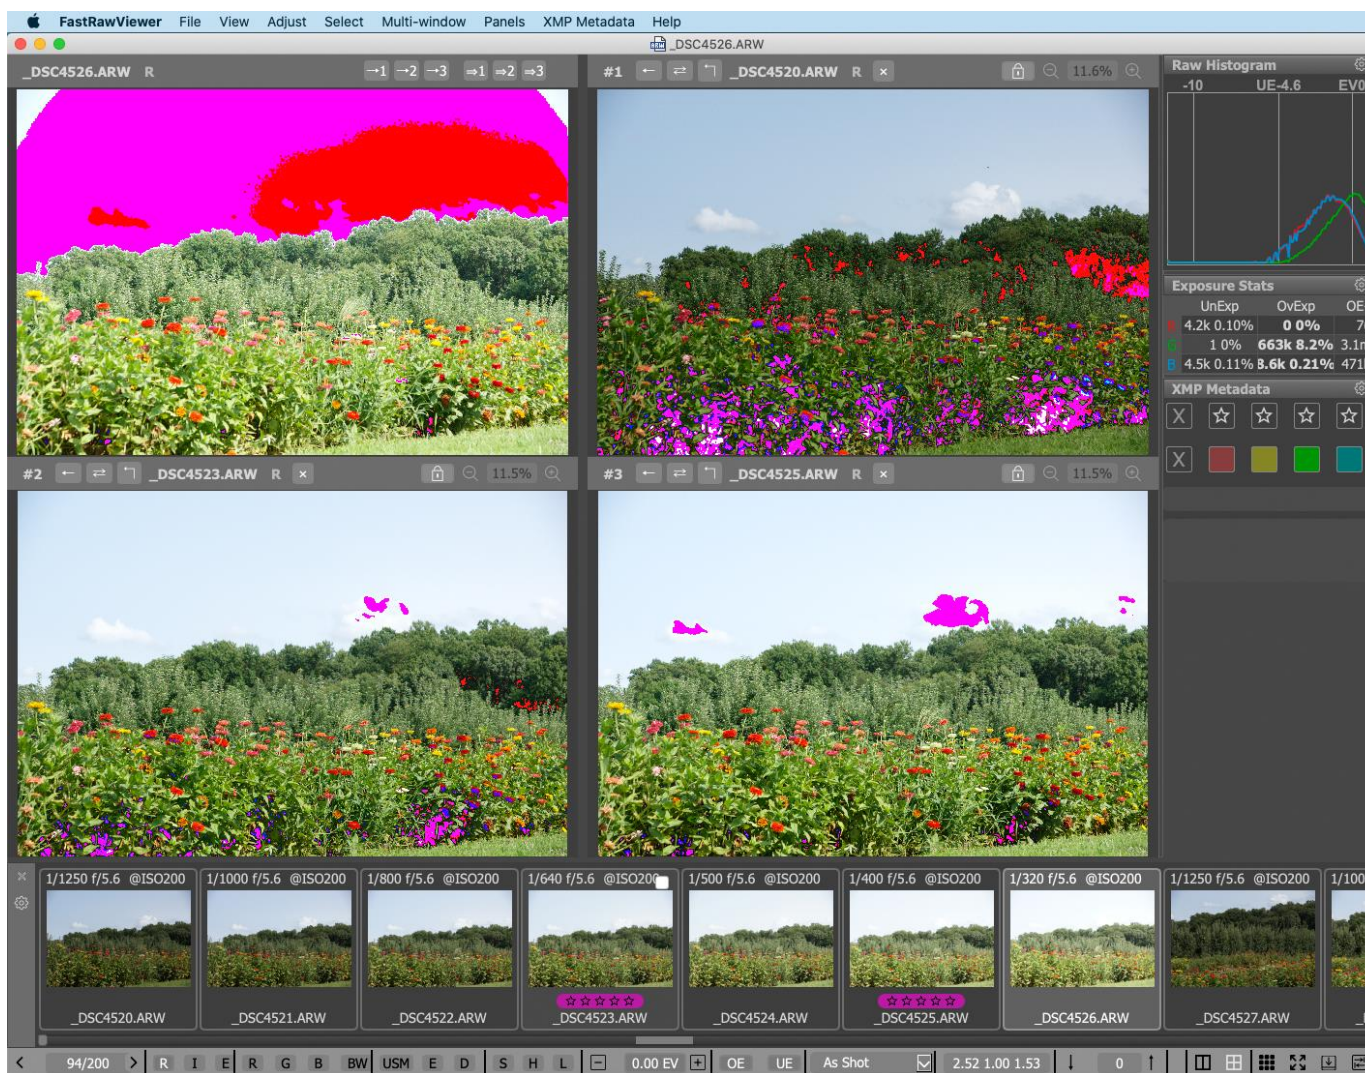 FastRawViewer File View Adjust Select Multi-window Panels XMP Metadata Help
_DSC4526.ARW
_DSC4526.ARW R →1 →2 →3 ⇒1 ⇒2 ⇒3
#1 ← ⇄ _DSC4520.ARW R × 11.6%
Raw Histogram
-10 UE-4.6 EV0
Exposure Stats
UnExp OvExp OE
R 4.2k 0.10% 0 0% 7
G 1 0% 663k 8.2% 3.1m
B 4.5k 0.11% 8.6k 0.21% 471k
XMP Metadata
X
X
#2 ← ⇄ _DSC4523.ARW R × 11.5%
#3 ← ⇄ _DSC4525.ARW R × 11.5%
1/1250 f/5.6 @ISO200 1/1000 f/5.6 @ISO200 1/800 f/5.6 @ISO200 1/640 f/5.6 @ISO200 1/500 f/5.6 @ISO200 1/400 f/5.6 @ISO200 1/320 f/5.6 @ISO200 1/1250 f/5.6 @ISO200 1/100
_DSC4520.ARW _DSC4521.ARW _DSC4522.ARW _DSC4523.ARW _DSC4524.ARW _DSC4525.ARW _DSC4526.ARW _DSC4527.ARW
< 94/200 > R I E R G B BW USM E D S H L − 0.00 EV + OE UE As Shot 2.52 1.00 1.53 ↓ 0 ↑